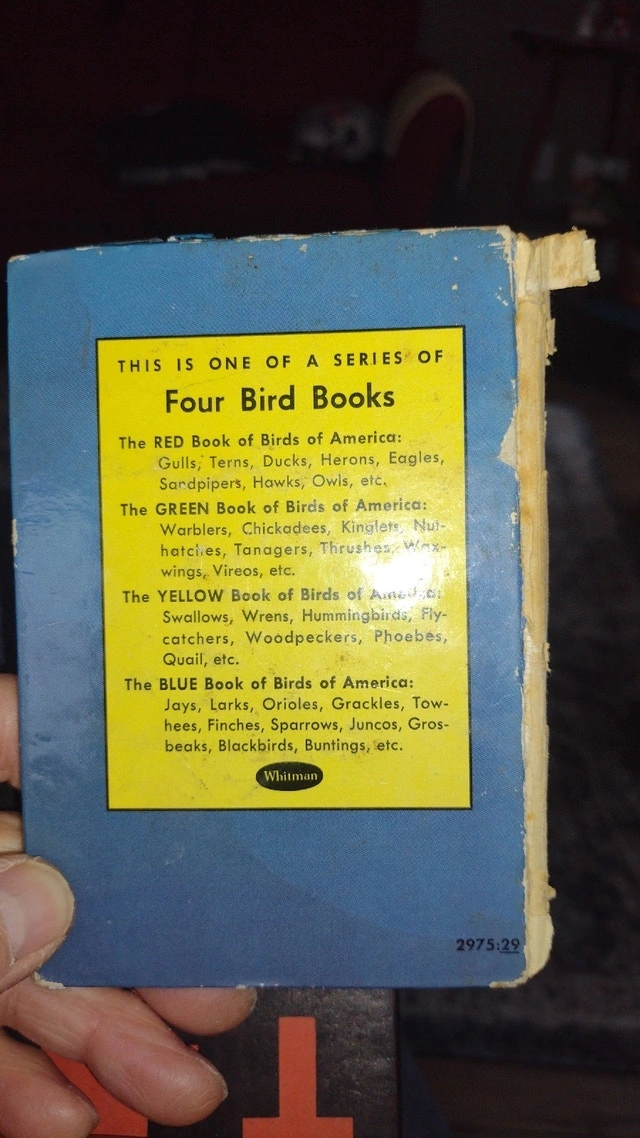 THIS IS ONE OF A SERIES OF
Four Bird Books
The RED Book of Birds of America:
Gulls, Terns, Ducks, Herons, Eagles,
Sandpipers, Hawks, Owls, etc.
The GREEN Book of Birds of America:
Warblers, Chickadees, Kinglets, Nut-
hatches, Tanagers, Thrushes, Wax-
wings, Vireos, etc.
The YELLOW Book of Birds of America:
Swallows, Wrens, Hummingbirds, Fly-
catchers, Woodpeckers, Phoebes,
Quail, etc.
The BLUE Book of Birds of America:
Jays, Larks, Orioles, Grackles, Tow-
hees, Finches, Sparrows, Juncos, Gros-
beaks, Blackbirds, Buntings, etc.
Whitman
2975:29